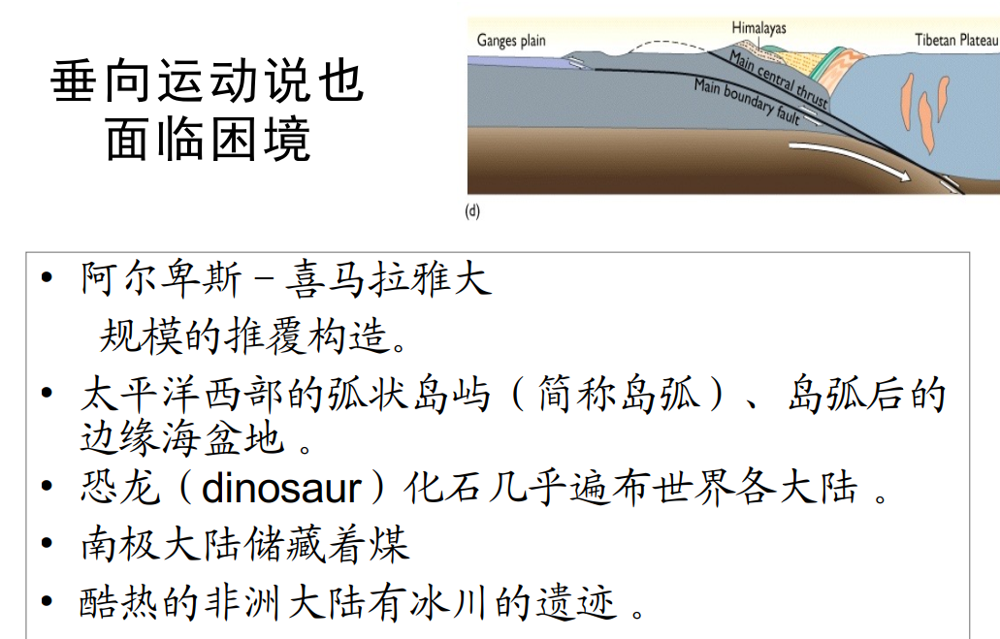 垂向运动说也
面临困境
Ganges plain
Himalayas
Tibetan Plateau
Main central thrust
Main boundary fault
(d)
• 阿尔卑斯－喜马拉雅大
规模的推覆构造。
• 太平洋西部的弧状岛屿（简称岛弧）、岛弧后的
边缘海盆地。
• 恐龙（dinosaur）化石几乎遍布世界各大陆。
• 南极大陆储藏着煤
• 酷热的非洲大陆有冰川的遗迹。